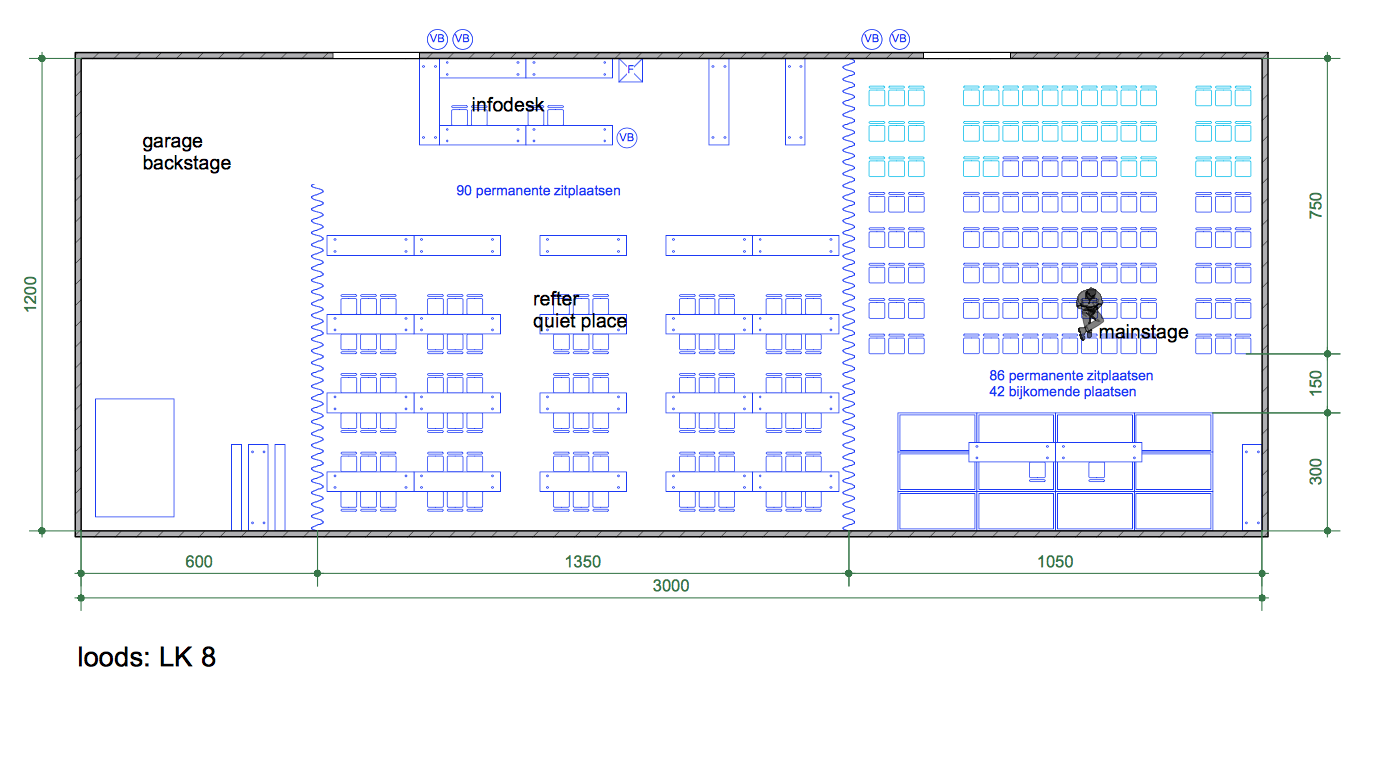 VB VB
VB VB
F
infodesk
VB
garage
backstage
90 permanente zitplaatsen
750
1200
refter
quiet place
mainstage
86 permanente zitplaatsen
42 bijkomende plaatsen
150
300
600
1350
1050
3000
loods: LK 8